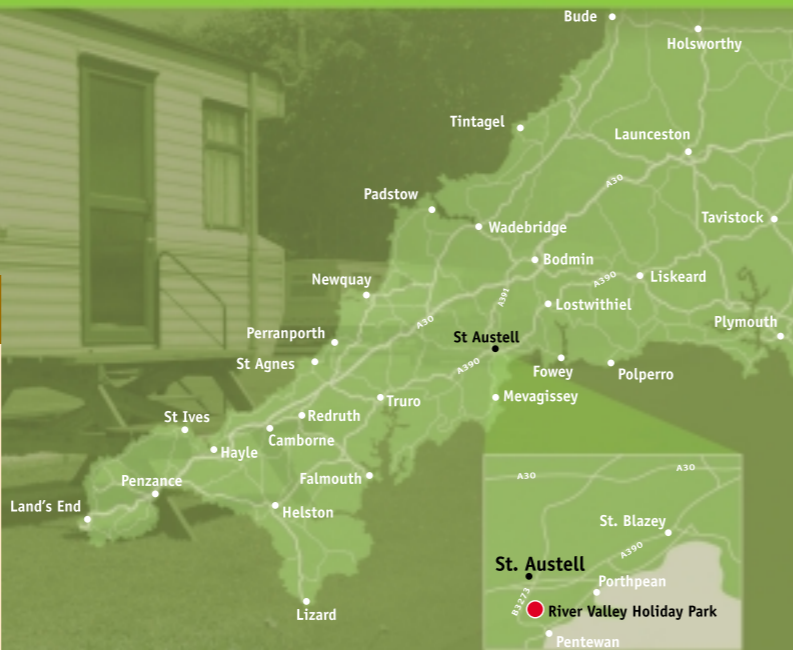 Bude
Holsworthy
Tintagel
Launceston
A30
Padstow
Tavistock
Wadebridge
Bodmin
A390
Liskeard
Newquay
A391
Lostwithiel
A30
Plymouth
Perranporth
St Austell
St Agnes
A390
Fowey
Polperro
Truro
Mevagissey
St Ives
Redruth
Camborne
Hayle
Penzance
Falmouth
Land's End
Helston
Lizard
A30
A30
St. Blazey
A390
St. Austell
Porthpean
B3273
River Valley Holiday Park
Pentewan